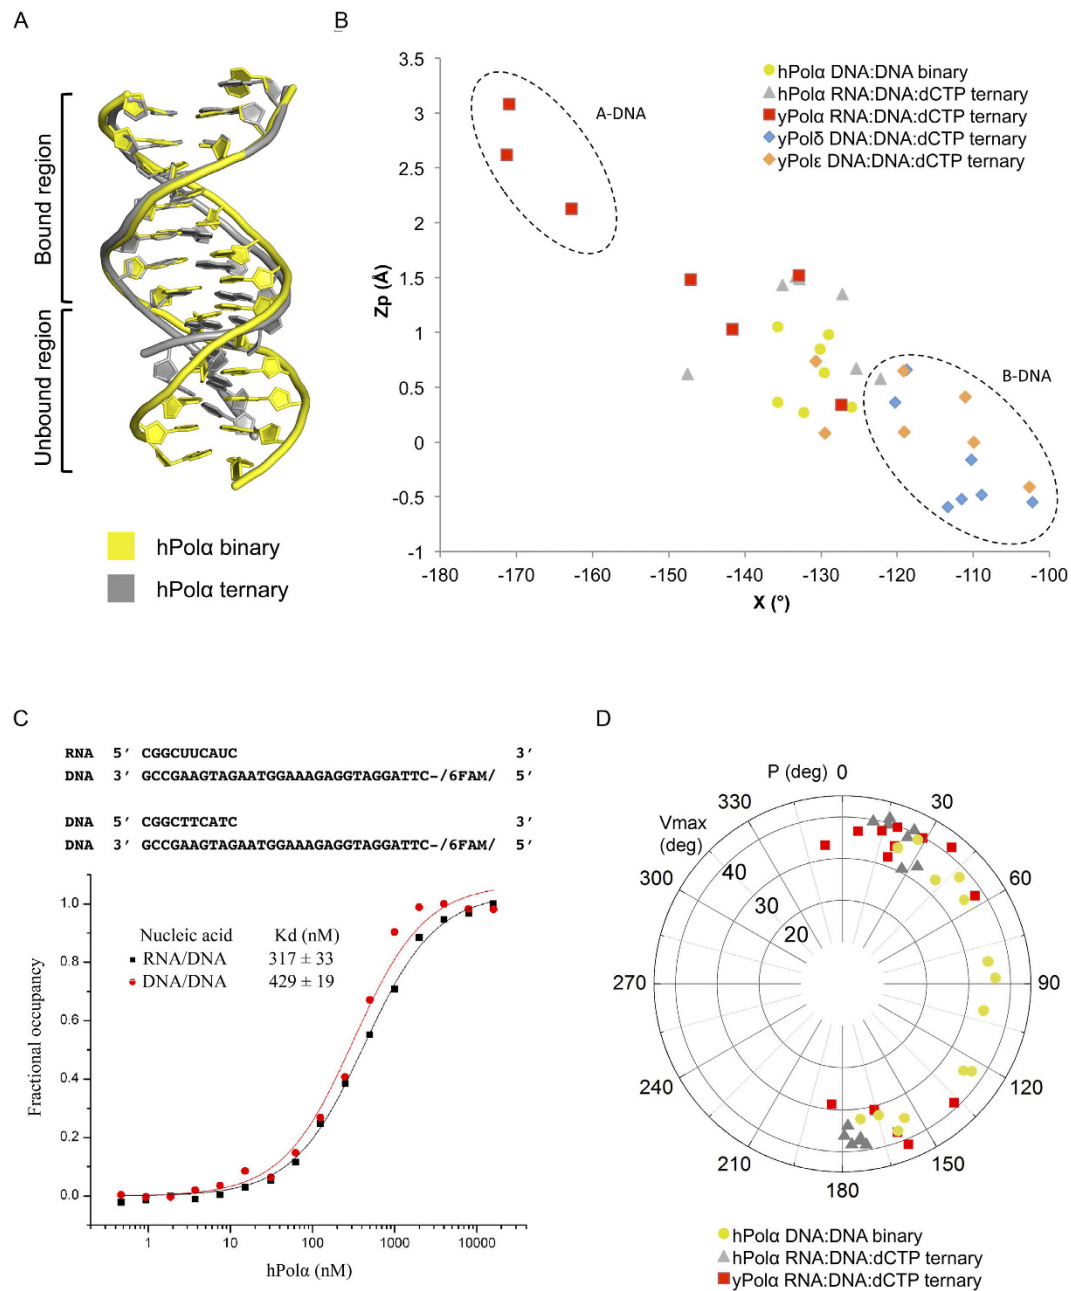 A
Bound region
Unbound region
hPolα binary
hPolα ternary
B
3.5
3
2.5
2
1.5
1
0.5
0
-0.5
-1
Zp (Å)
-180
-170
-160
-150
-140
-130
-120
-110
-100
X (°)
A-DNA
B-DNA
hPolα DNA:DNA binary
hPolα RNA:DNA:dCTP ternary
yPolα RNA:DNA:dCTP ternary
yPolδ DNA:DNA:dCTP ternary
yPolε DNA:DNA:dCTP ternary
C
RNA 5′ CGGCUUCAUC 3′
DNA 3′ GCCGAAGTAGAATGGAAAGAGGTAGGATTC-/6FAM/ 5′
DNA 5′ CGGCTTCATC 3′
DNA 3′ GCCGAAGTAGAATGGAAAGAGGTAGGATTC-/6FAM/ 5′
Nucleic acid Kd (nM)
RNA/DNA 317 ± 33
DNA/DNA 429 ± 19
1.0
0.8
0.6
0.4
0.2
0.0
Fractional occupancy
1
10
100
1000
10000
hPolα (nM)
D
P (deg)
0
30
60
90
120
150
180
210
240
270
300
330
Vmax
(deg)
40
30
20
hPolα DNA:DNA binary
hPolα RNA:DNA:dCTP ternary
yPolα RNA:DNA:dCTP ternary